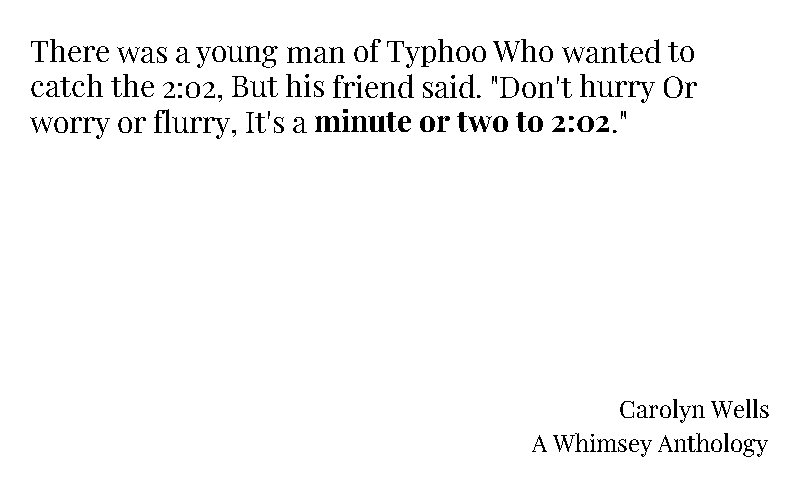 There was a young man of Typhoo Who wanted to
catch the 2:02, But his friend said. "Don't hurry Or
worry or flurry, It's a minute or two to 2:02."
Carolyn Wells
A Whimsey Anthology